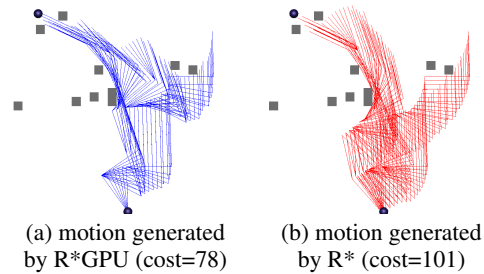 (a) motion generated
by R*GPU (cost=78)
(b) motion generated
by R* (cost=101)